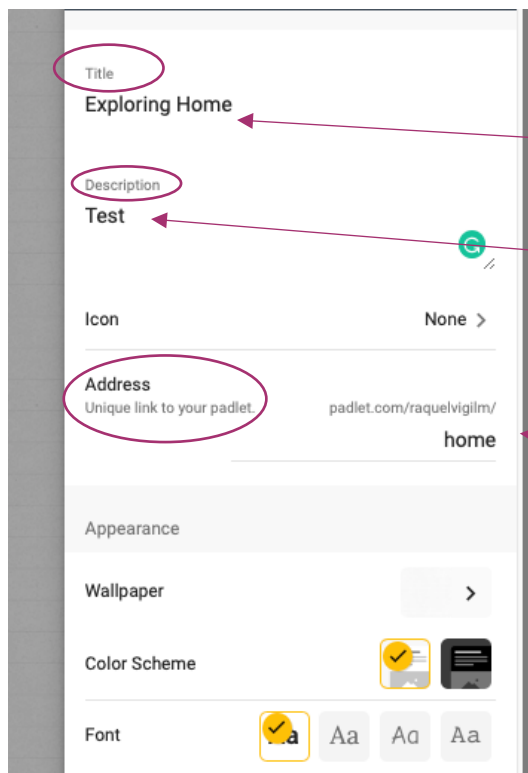 Title
Exploring Home
Description
Test
Icon None
Address
Unique link to your padlet. padlet.com/raquelvigilm/
home
Appearance
Wallpaper
Color Scheme
Font Aa Aa Aa Aa